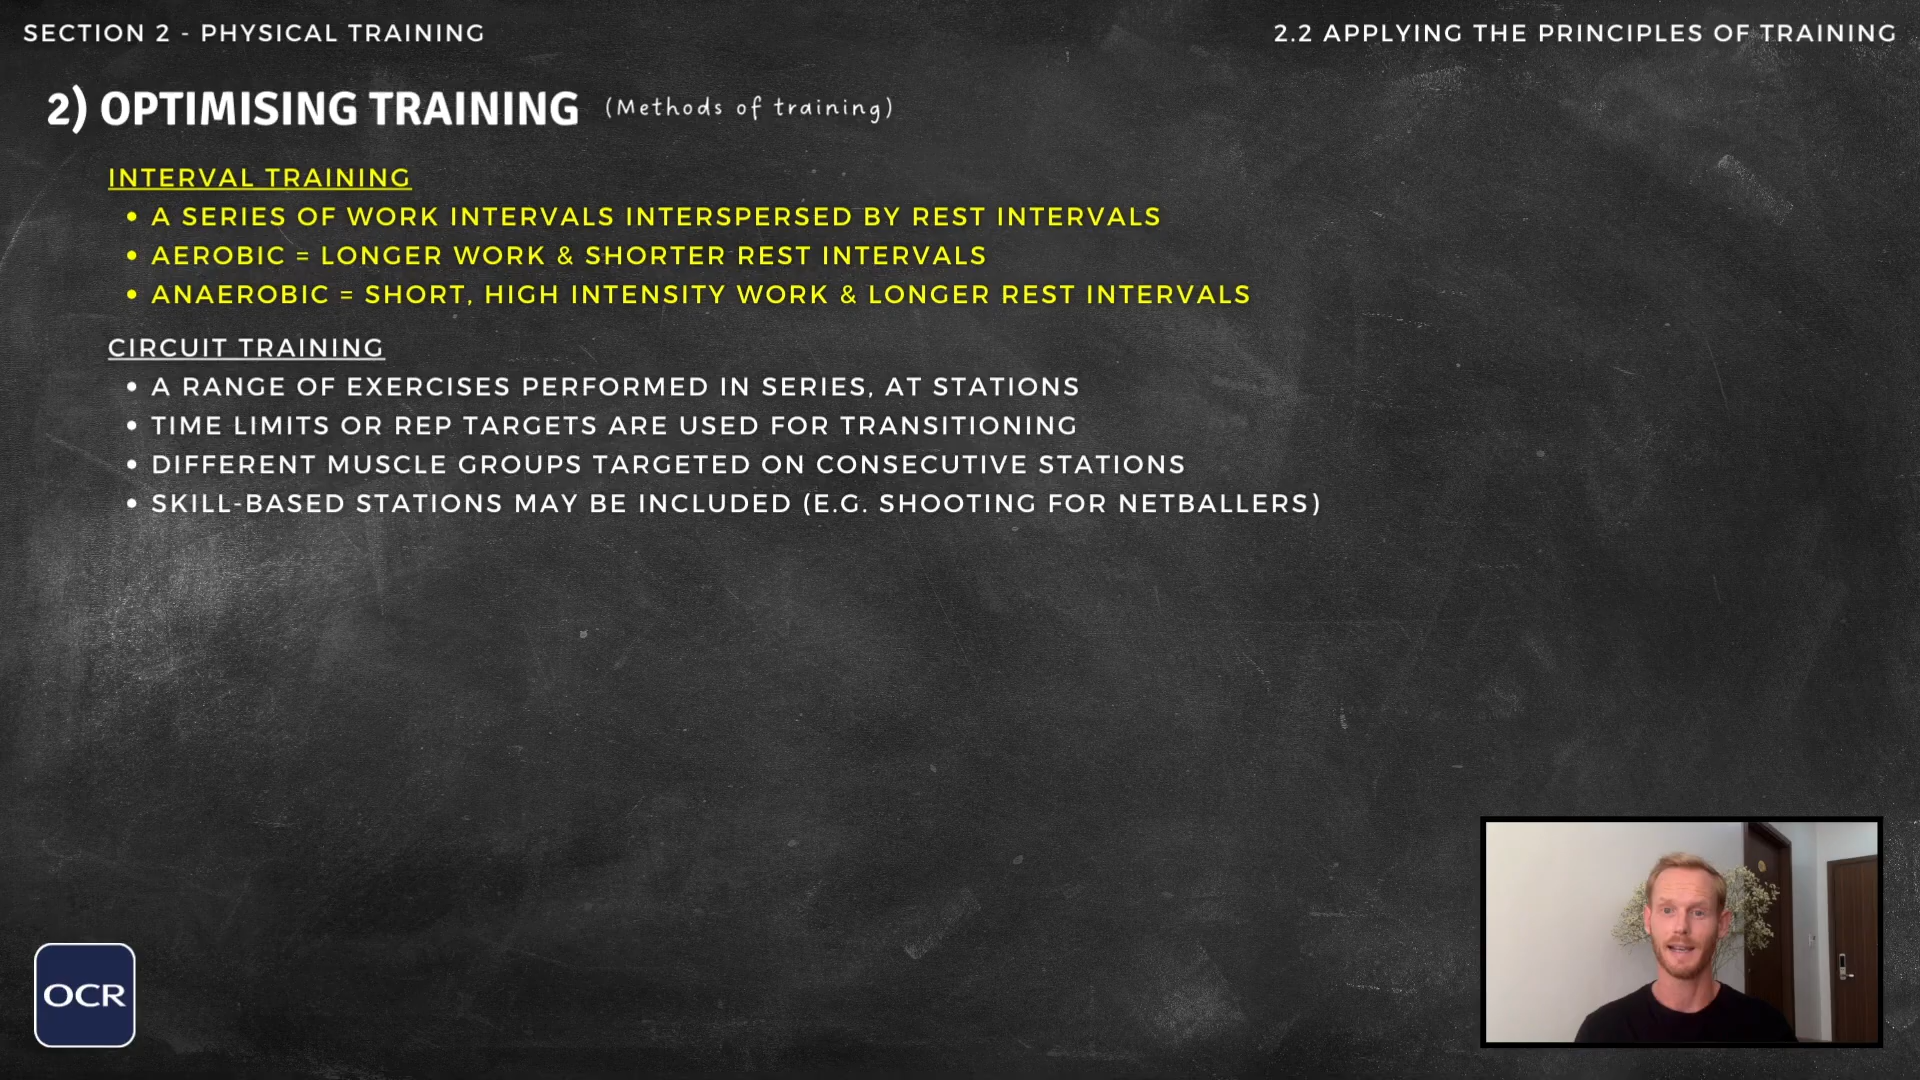 SECTION 2 - PHYSICAL TRAINING
2.2 APPLYING THE PRINCIPLES OF TRAINING
2) OPTIMISING TRAINING (Methods of training)
INTERVAL TRAINING
• A SERIES OF WORK INTERVALS INTERSPERSED BY REST INTERVALS
• AEROBIC = LONGER WORK & SHORTER REST INTERVALS
• ANAEROBIC = SHORT, HIGH INTENSITY WORK & LONGER REST INTERVALS
CIRCUIT TRAINING
• A RANGE OF EXERCISES PERFORMED IN SERIES, AT STATIONS
• TIME LIMITS OR REP TARGETS ARE USED FOR TRANSITIONING
• DIFFERENT MUSCLE GROUPS TARGETED ON CONSECUTIVE STATIONS
• SKILL-BASED STATIONS MAY BE INCLUDED (E.G. SHOOTING FOR NETBALLERS)
OCR